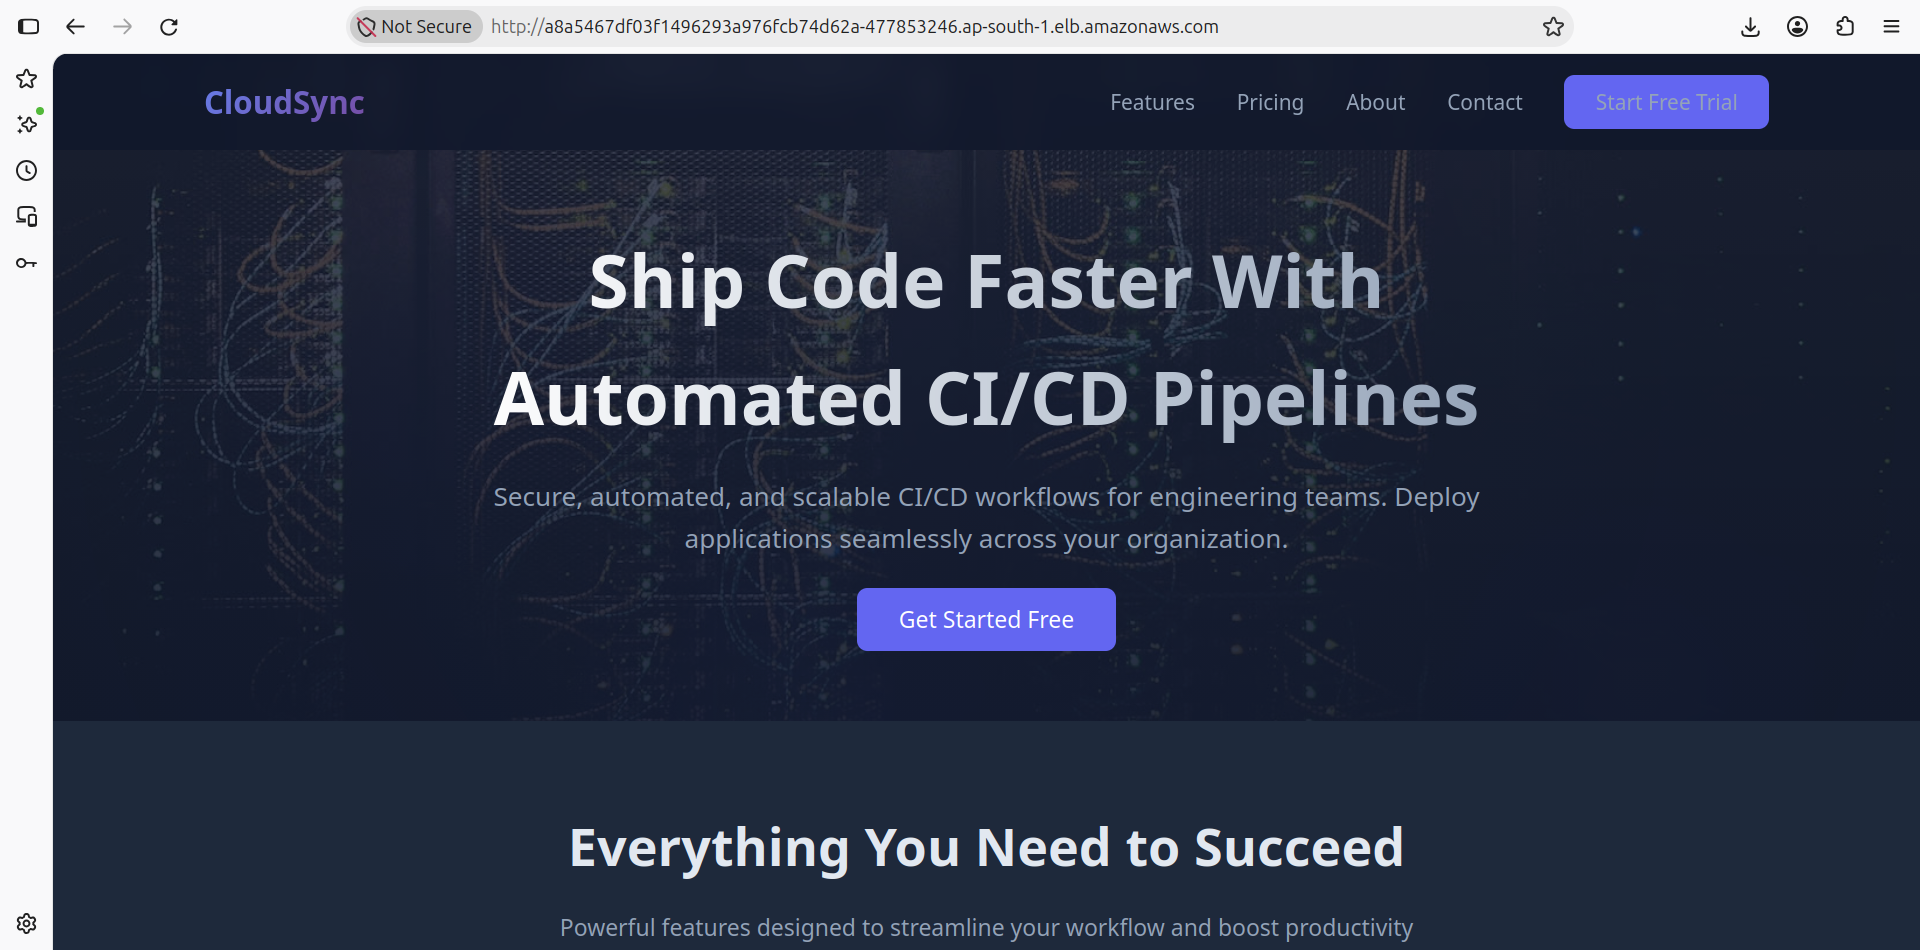 Not Secure http://a8a5467df03f1496293a976fcb74d62a-477853246.ap-south-1.elb.amazonaws.com
CloudSync Features Pricing About Contact Start Free Trial
Ship Code Faster With
Automated CI/CD Pipelines
Secure, automated, and scalable CI/CD workflows for engineering teams. Deploy
applications seamlessly across your organization.
Get Started Free
Everything You Need to Succeed
Powerful features designed to streamline your workflow and boost productivity